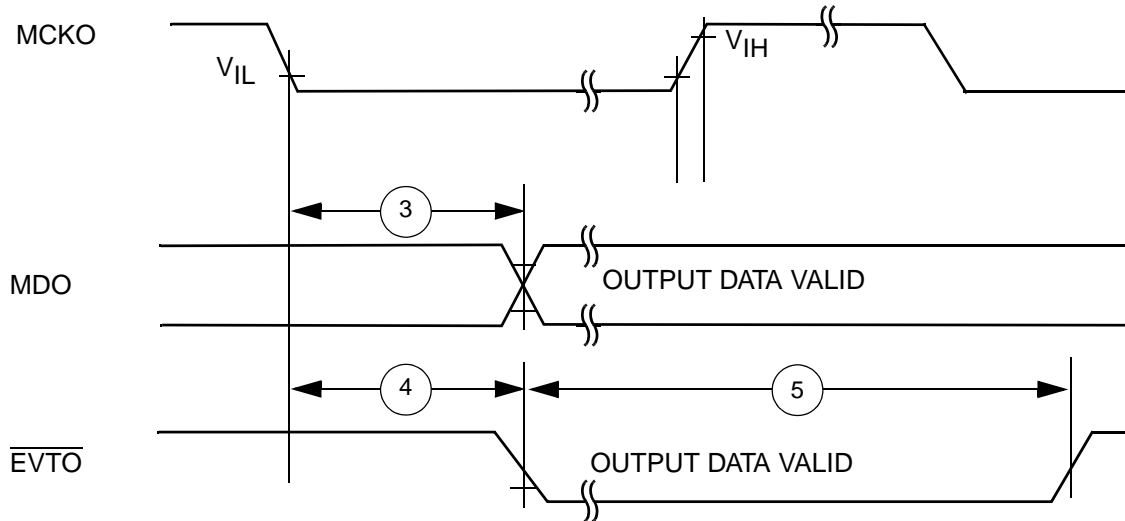 MCKO
VIL
VIH
3
MDO
OUTPUT DATA VALID
4
5
EVTO
OUTPUT DATA VALID